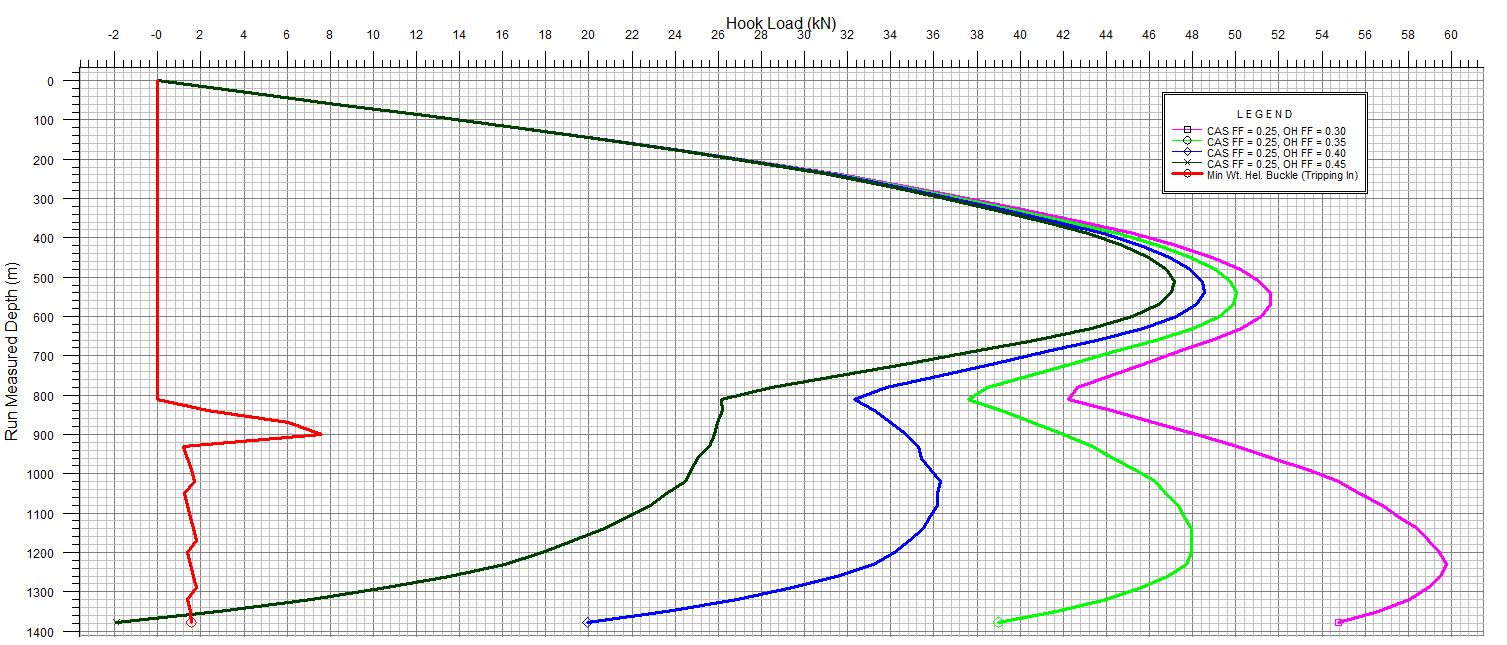 Hook Load (kN)
-2 -0 2 4 6 8 10 12 14 16 18 20 22 24 26 28 30 32 34 36 38 40 42 44 46 48 50 52 54 56 58 60
Run Measured Depth (m)
0
100
200
300
400
500
600
700
800
900
1000
1100
1200
1300
1400
LEGEND
CAS FF = 0.25, OH FF = 0.30
CAS FF = 0.25, OH FF = 0.35
CAS FF = 0.25, OH FF = 0.40
CAS FF = 0.25, OH FF = 0.45
Min Wt. Hel. Buckle (Tripping In)